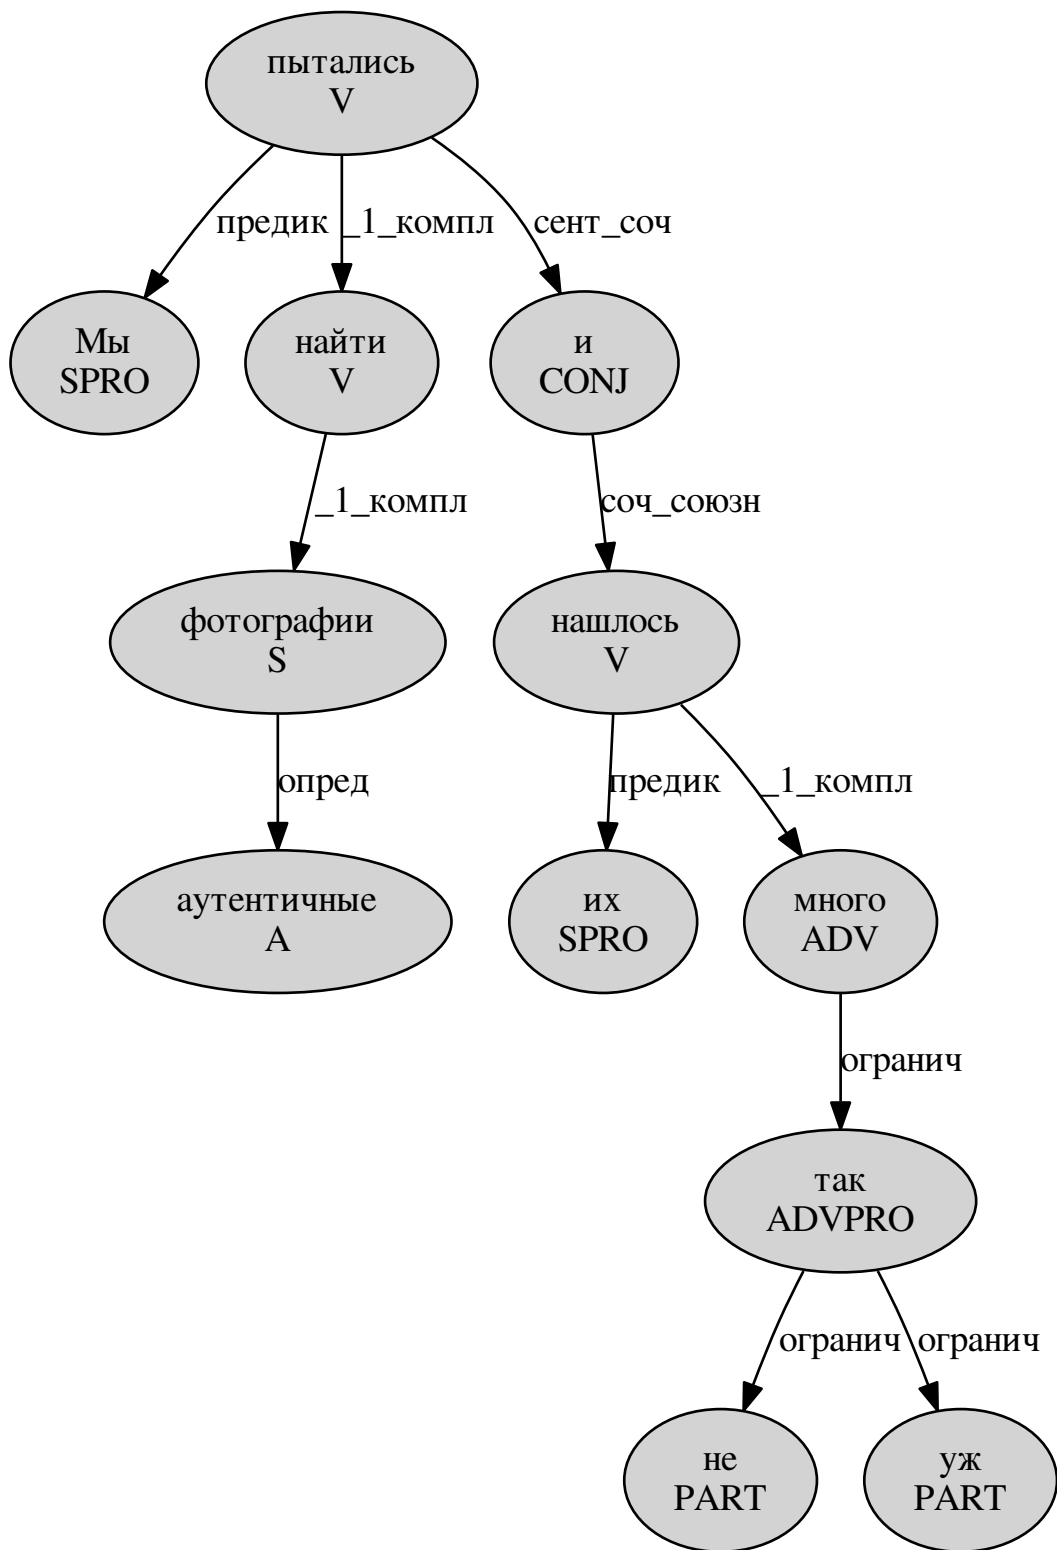 пытались
V
предик
_1_компл
сент_соч
Мы
SPRO
найти
V
и
CONJ
_1_компл
соч_союзн
фотографии
S
нашлось
V
опред
предик
_1_компл
аутентичные
A
их
SPRO
много
ADV
огранич
так
ADVPRO
огранич
огранич
не
PART
уж
PART